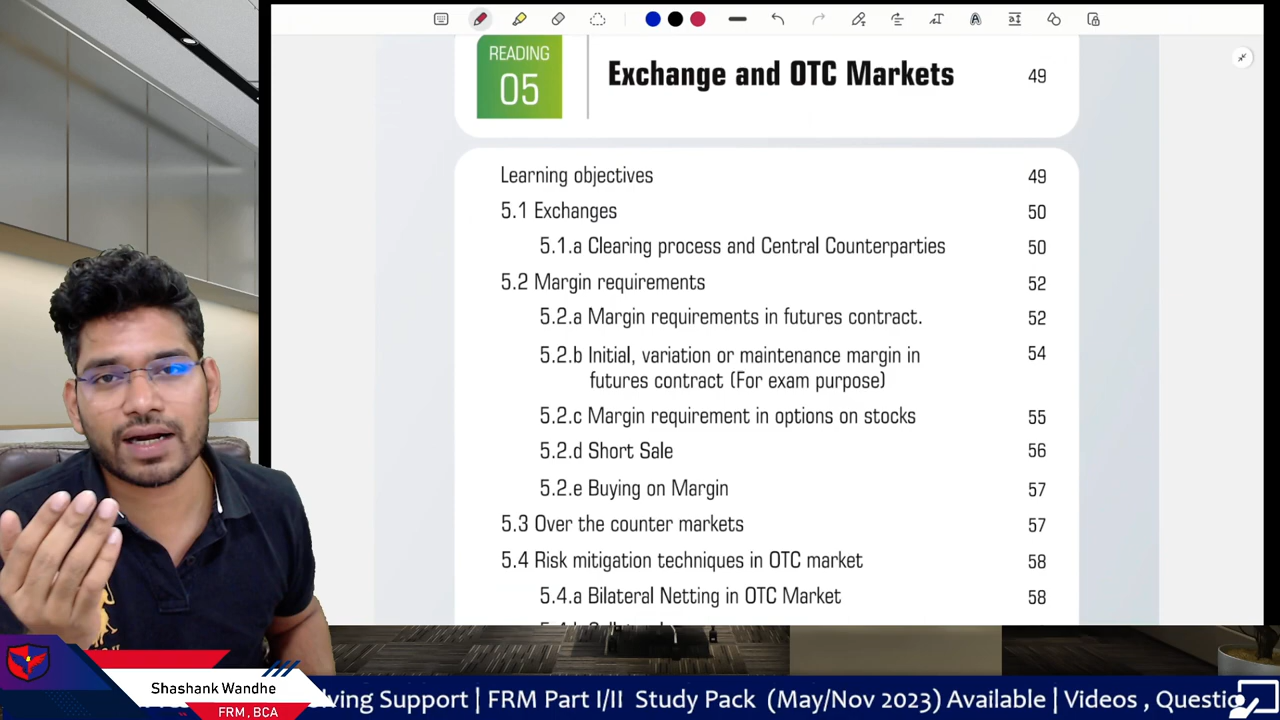 READING
05
Exchange and OTC Markets
49
Learning objectives 49
5.1 Exchanges 50
5.1.a Clearing process and Central Counterparties 50
5.2 Margin requirements 52
5.2.a Margin requirements in futures contract. 52
5.2.b Initial, variation or maintenance margin in 54
futures contract (For exam purpose)
5.2.c Margin requirement in options on stocks 55
5.2.d Short Sale 56
5.2.e Buying on Margin 57
5.3 Over the counter markets 57
5.4 Risk mitigation techniques in OTC market 58
5.4.a Bilateral Netting in OTC Market 58
Shashank Wandhe
FRM, BCA
Support | FRM Part I/II Study Pack (May/Nov 2023) Available | Videos ,